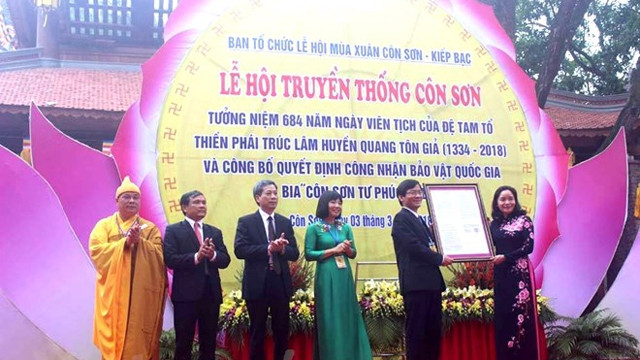 BAN TỔ CHỨC LỄ HỘI MÙA XUÂN CÔN SƠN - KIẾP BẠC
LỄ HỘI TRUYỀN THỐNG CÔN SƠN
TƯỞNG NIỆM 684 NĂM NGÀY VIÊN TỊCH CỦA ĐỆ TAM TỔ
THIỀN PHÁI TRÚC LÂM HUYỀN QUANG TÔN GIẢ (1334 - 2018)
VÀ CÔNG BỐ QUYẾT ĐỊNH CÔNG NHẬN BẢO VẬT QUỐC GIA
BIA "CÔN SƠN TƯ PHÚ
Côn Sơn, 03 tháng 3